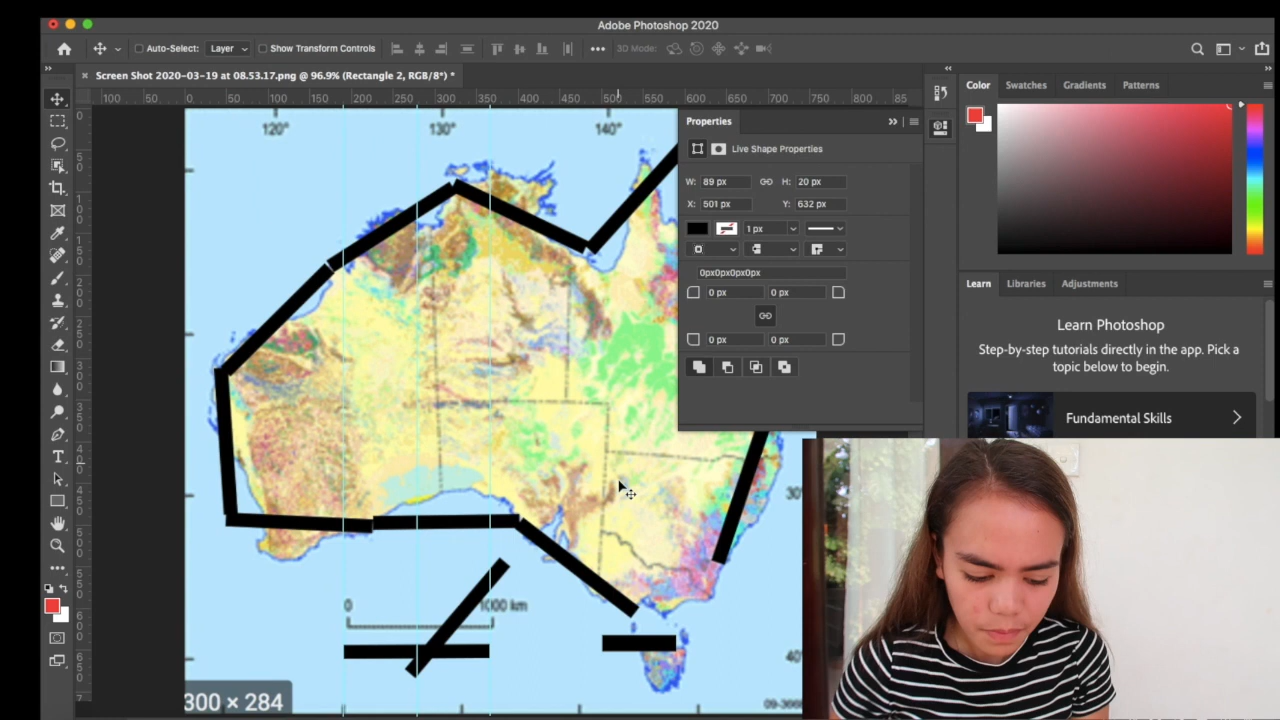 Adobe Photoshop 2020
Auto-Select: Layer Show Transform Controls 3D Mode:
Screen Shot 2020-03-19 at 08.53.17.png @ 96.9% (Rectangle 2, RGB/8*) *
100 50 0 50 100 150 200 250 300 350 400 450 500 550 600 650 700 750 800 85
120° 130° 140°
Properties
Live Shape Properties
W: 89 px H: 20 px
X: 501 px Y: 632 px
1 px
0px0px0px0px
0 px 0 px
0 px 0 px
Color Swatches Gradients Patterns
Learn Libraries Adjustments
Learn Photoshop
Step-by-step tutorials directly in the app. Pick a
topic below to begin.
Fundamental Skills
30°
0 1000 km
40°
300 × 284